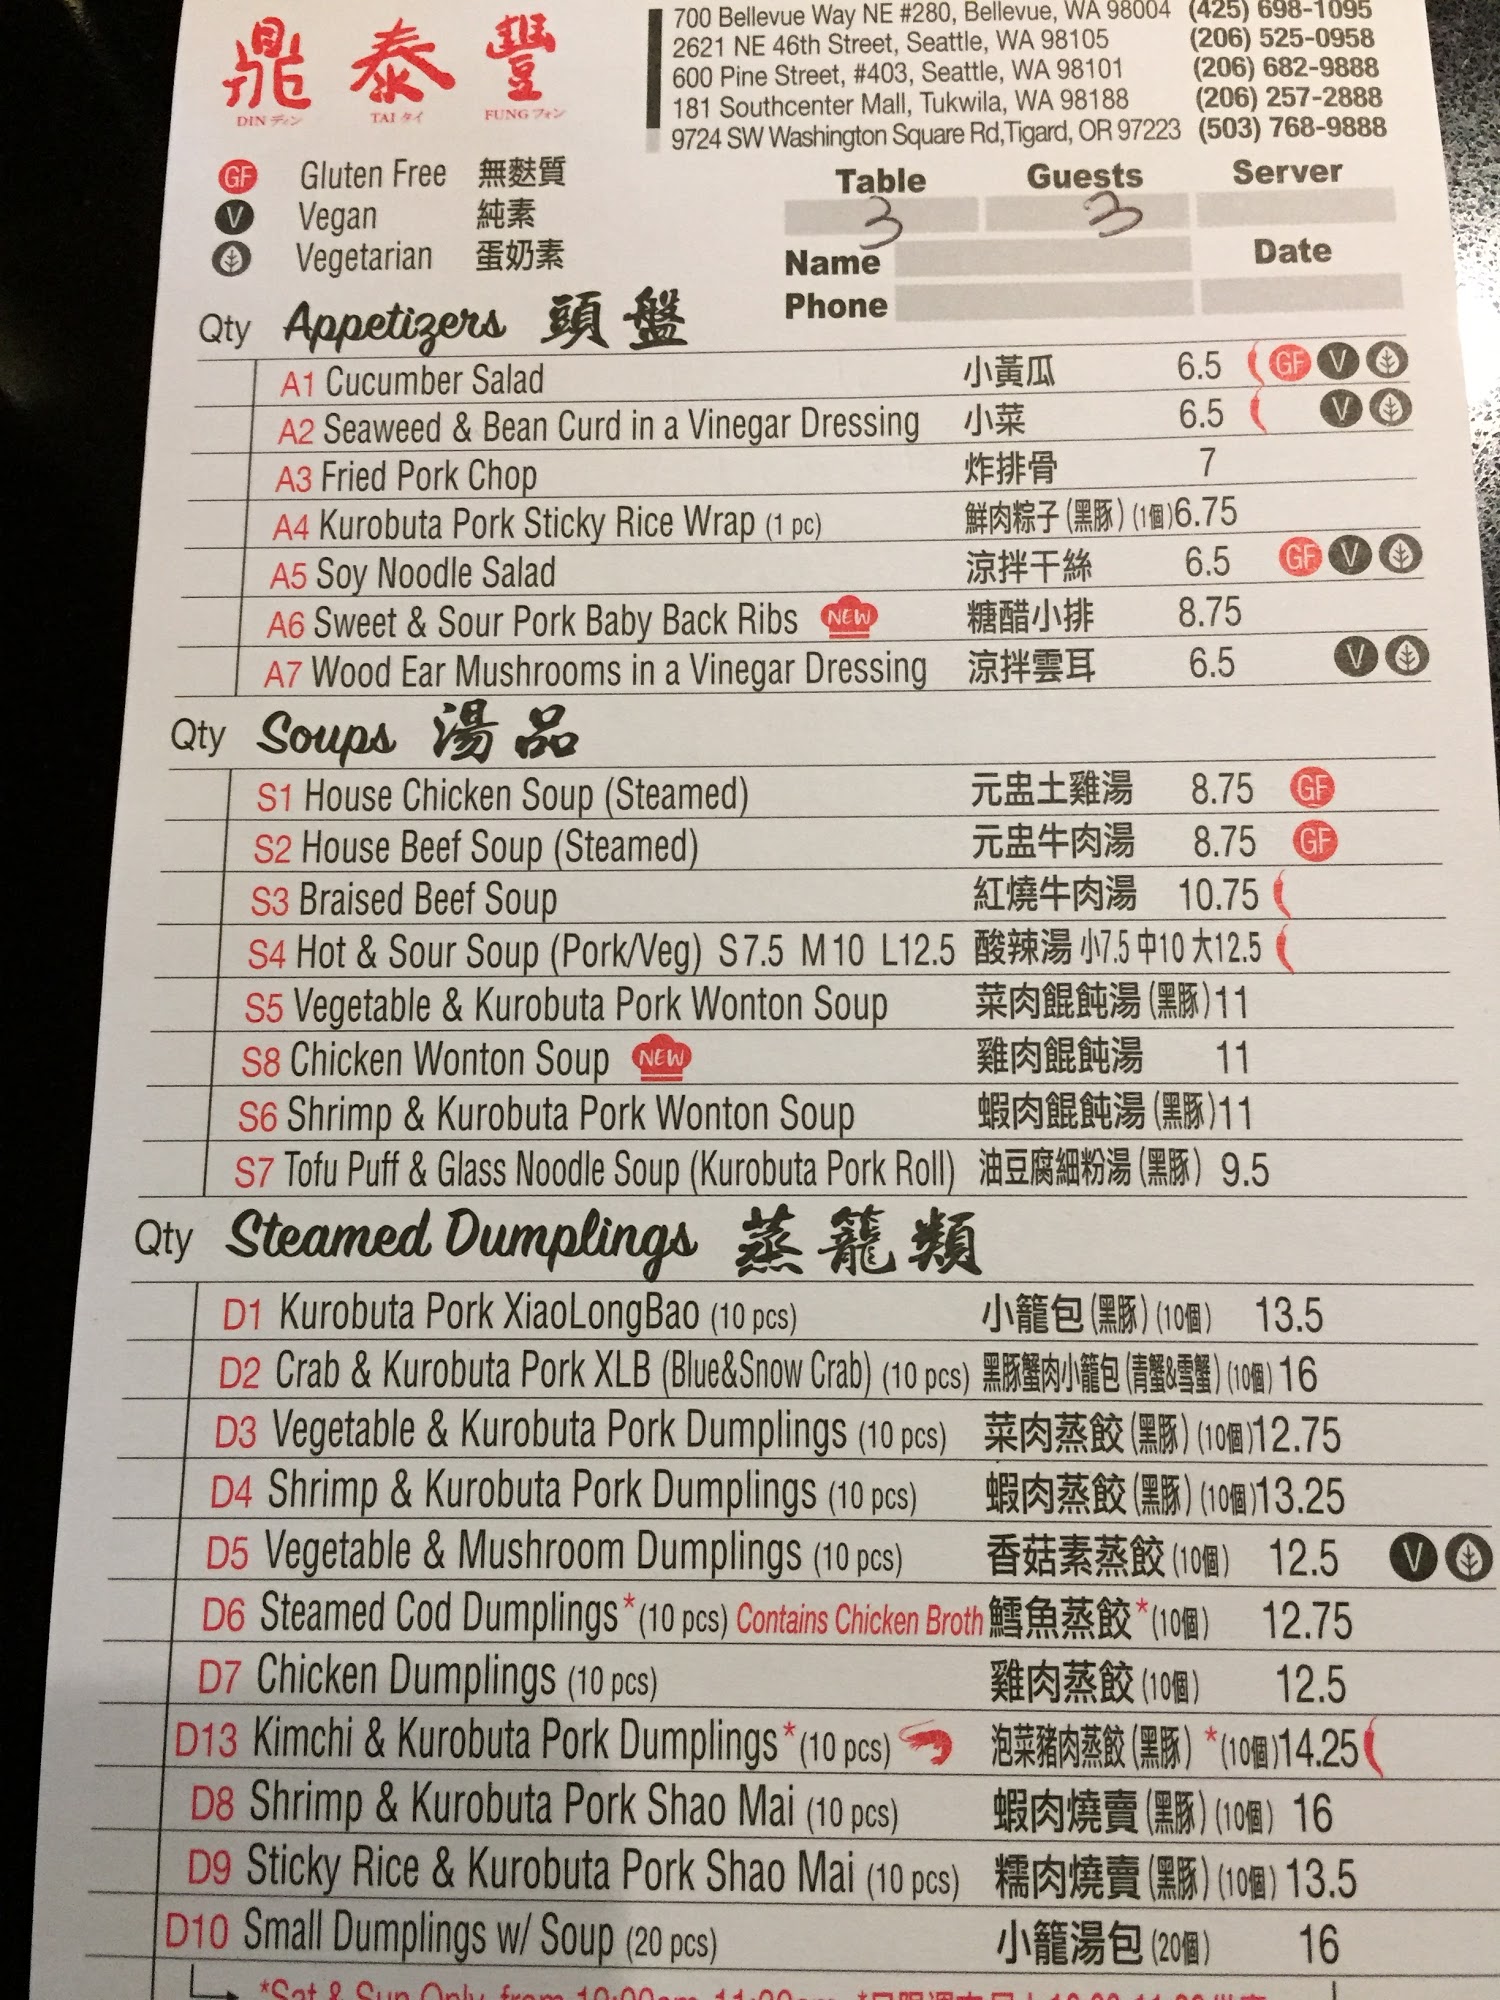 鼎泰豐
DIN ディン TAI タイ FUNG フォン
700 Bellevue Way NE #280, Bellevue, WA 98004 (425) 698-1095
2621 NE 46th Street, Seattle, WA 98105 (206) 525-0958
600 Pine Street, #403, Seattle, WA 98101 (206) 682-9888
181 Southcenter Mall, Tukwila, WA 98188 (206) 257-2888
9724 SW Washington Square Rd,Tigard, OR 97223 (503) 768-9888
GF Gluten Free 無麩質
V Vegan 純素
Vegetarian 蛋奶素
Table Guests Server
3 3
Name Date
Phone
Qty Appetizers 頭盤
A1 Cucumber Salad 小黃瓜 6.5 GF V
A2 Seaweed & Bean Curd in a Vinegar Dressing 小菜 6.5 V
A3 Fried Pork Chop 炸排骨 7
A4 Kurobuta Pork Sticky Rice Wrap (1 pc) 鮮肉粽子(黑豚)(1個)6.75
A5 Soy Noodle Salad 涼拌干絲 6.5 GF V
A6 Sweet & Sour Pork Baby Back Ribs NEW 糖醋小排 8.75
A7 Wood Ear Mushrooms in a Vinegar Dressing 涼拌雲耳 6.5 V
Qty Soups 湯品
S1 House Chicken Soup (Steamed) 元盅土雞湯 8.75 GF
S2 House Beef Soup (Steamed) 元盅牛肉湯 8.75 GF
S3 Braised Beef Soup 紅燒牛肉湯 10.75
S4 Hot & Sour Soup (Pork/Veg) S7.5 M10 L12.5 酸辣湯 小7.5 中10 大12.5
S5 Vegetable & Kurobuta Pork Wonton Soup 菜肉餛飩湯(黑豚)11
S8 Chicken Wonton Soup NEW 雞肉餛飩湯 11
S6 Shrimp & Kurobuta Pork Wonton Soup 蝦肉餛飩湯(黑豚)11
S7 Tofu Puff & Glass Noodle Soup (Kurobuta Pork Roll) 油豆腐細粉湯(黑豚) 9.5
Qty Steamed Dumplings 蒸籠類
D1 Kurobuta Pork XiaoLongBao (10 pcs) 小籠包(黑豚)(10個) 13.5
D2 Crab & Kurobuta Pork XLB (Blue&Snow Crab) (10 pcs) 黑豚蟹肉小籠包(青蟹&雪蟹)(10個) 16
D3 Vegetable & Kurobuta Pork Dumplings (10 pcs) 菜肉蒸餃(黑豚)(10個)12.75
D4 Shrimp & Kurobuta Pork Dumplings (10 pcs) 蝦肉蒸餃(黑豚)(10個)13.25
D5 Vegetable & Mushroom Dumplings (10 pcs) 香菇素蒸餃(10個) 12.5 V
D6 Steamed Cod Dumplings*(10 pcs) Contains Chicken Broth 鱈魚蒸餃*(10個) 12.75
D7 Chicken Dumplings (10 pcs) 雞肉蒸餃(10個) 12.5
D13 Kimchi & Kurobuta Pork Dumplings*(10 pcs) 泡菜豬肉蒸餃(黑豚) *(10個)14.25
D8 Shrimp & Kurobuta Pork Shao Mai (10 pcs) 蝦肉燒賣(黑豚)(10個) 16
D9 Sticky Rice & Kurobuta Pork Shao Mai (10 pcs) 糯肉燒賣(黑豚)(10個) 13.5
D10 Small Dumplings w/ Soup (20 pcs) 小籠湯包(20個) 16
*Sat & Sun Only, from 10:00am-11:00am